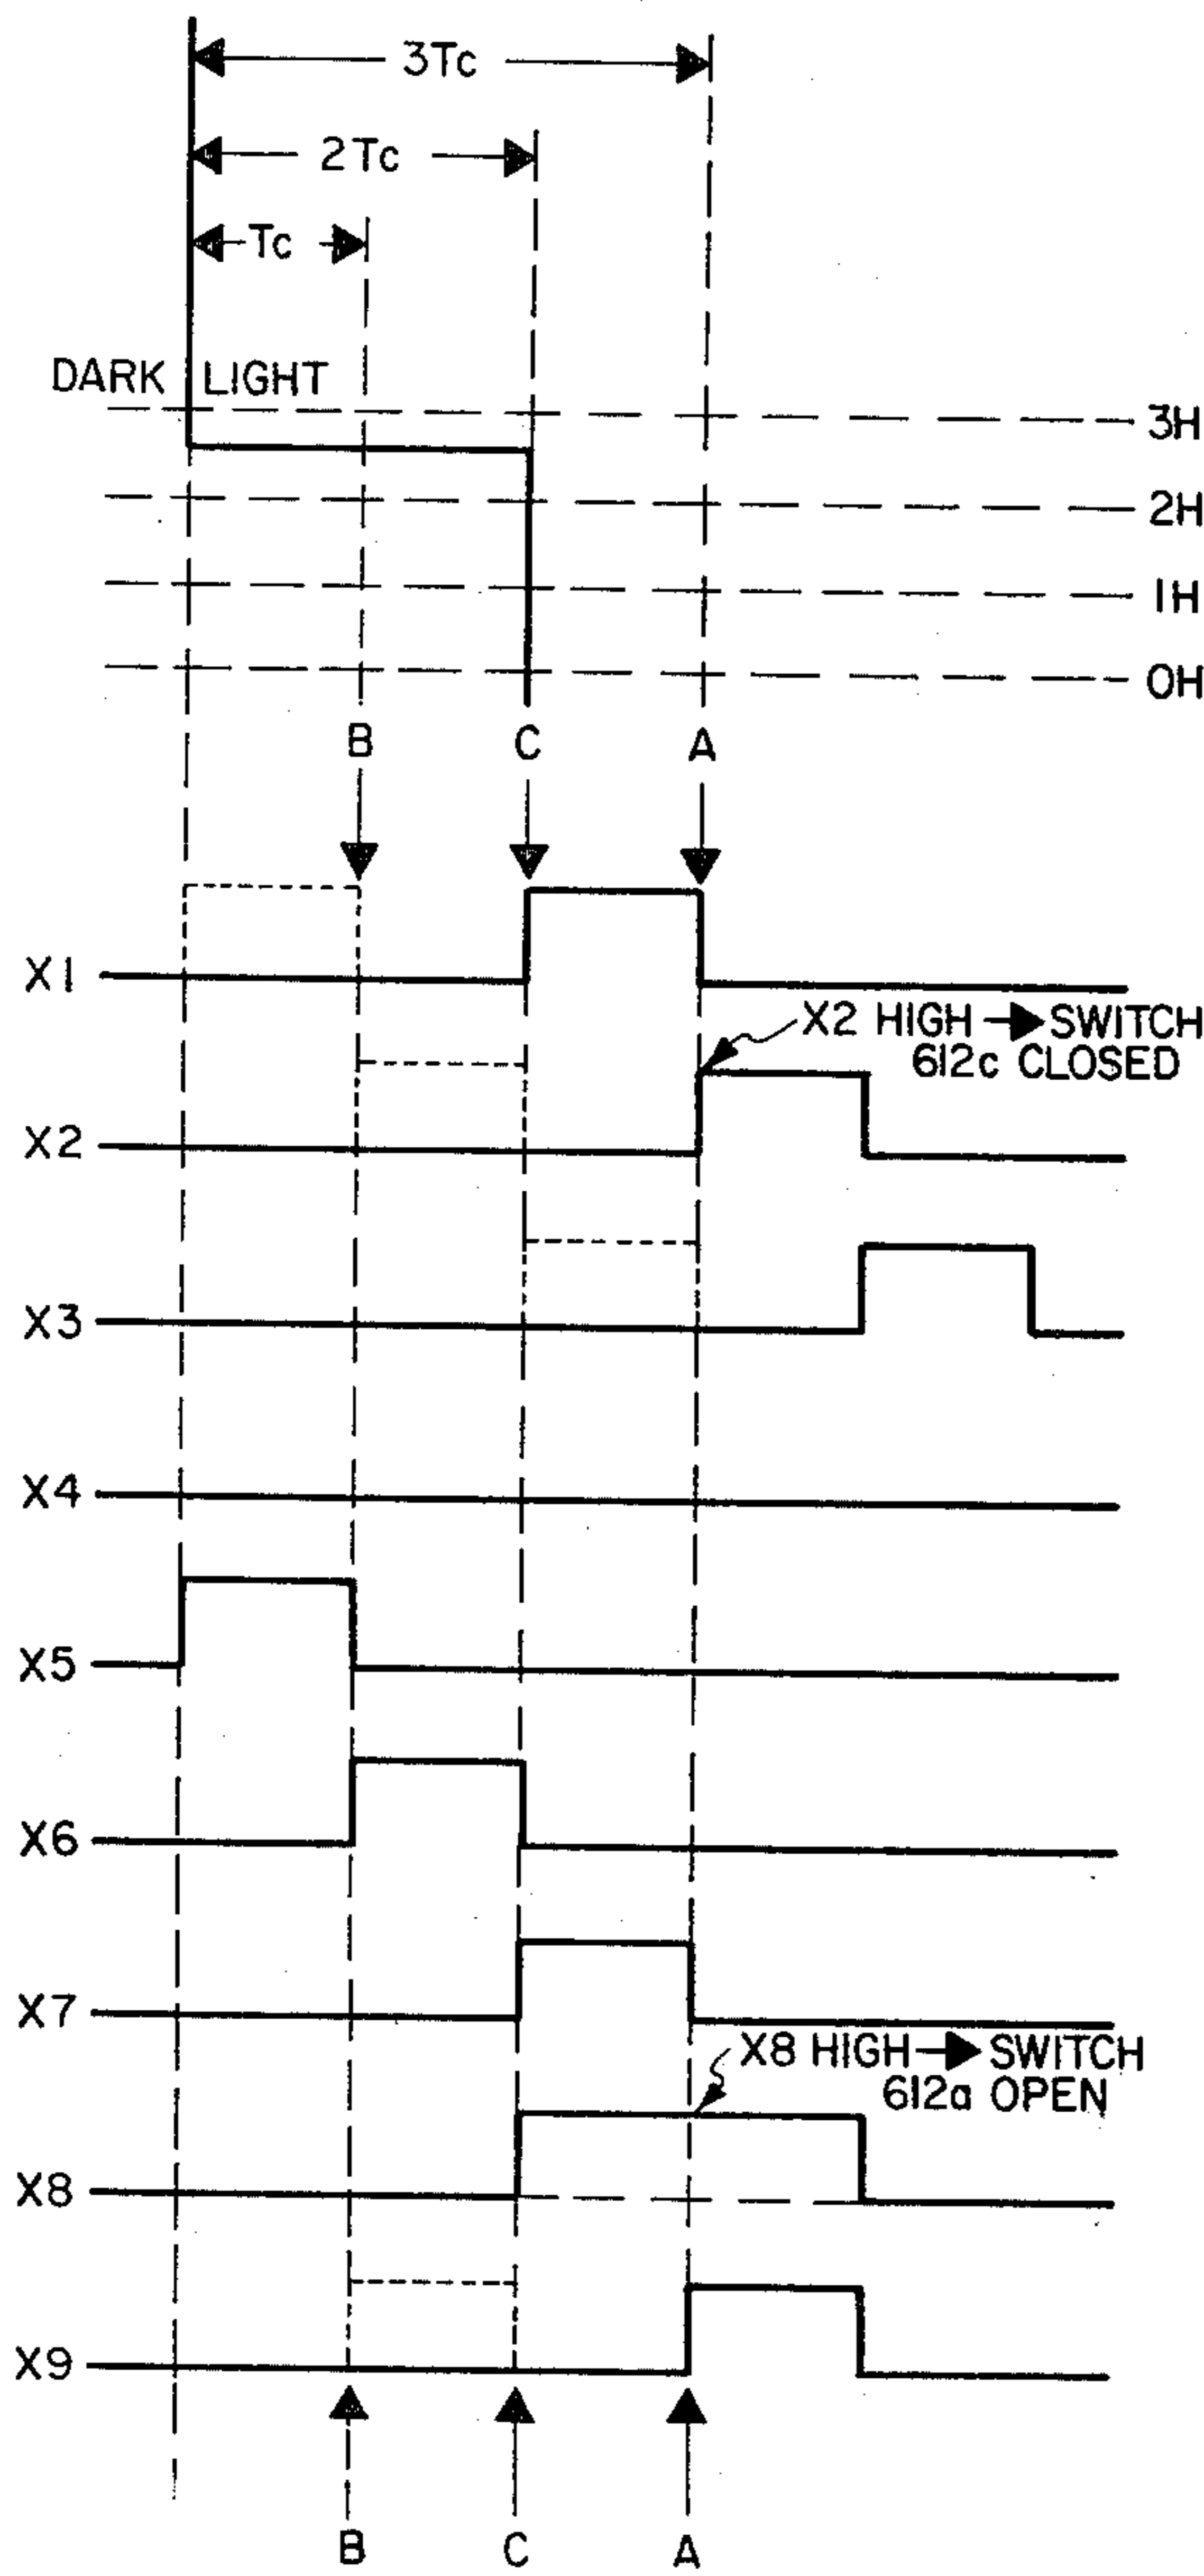 3Tc
2Tc
Tc
DARK LIGHT
3H
2H
1H
0H
B C A
X1
X2 HIGH → SWITCH
612c CLOSED
X2
X3
X4
X5
X6
X7
X8 HIGH → SWITCH
612a OPEN
X8
X9
B C A